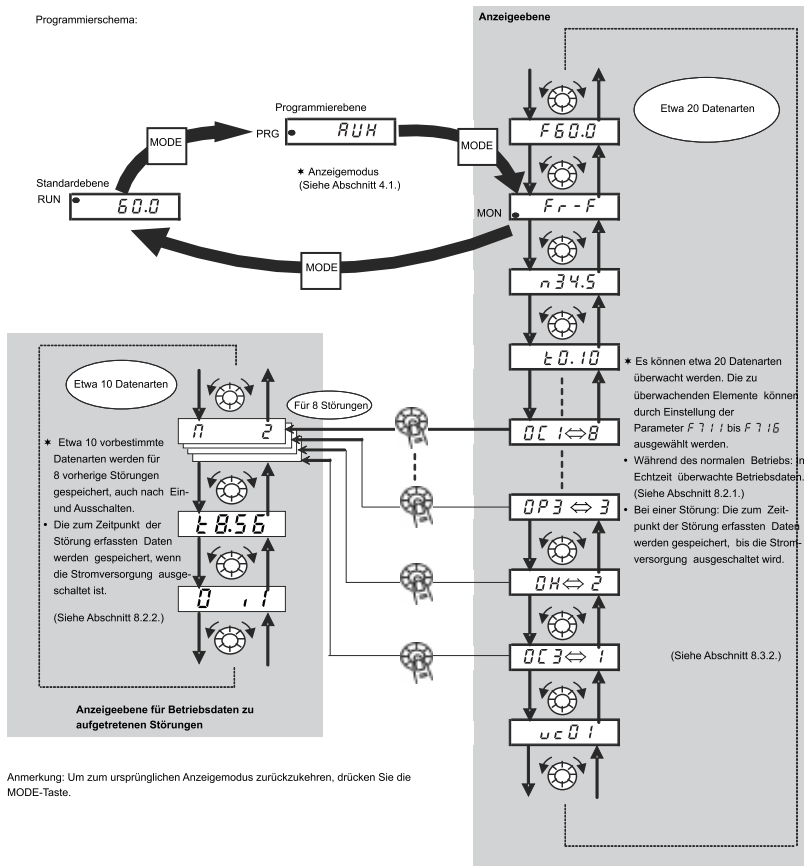 Programmierschema:
Anzeigeebene
Etwa 20 Datenarten
F60.0
Programmierebene
PRG
AUH
MODE
MODE
✶ Anzeigemodus
(Siehe Abschnitt 4.1.)
Standardebene
RUN
60.0
MON
Fr-F
MODE
n34.5
t0.10
Etwa 10 Datenarten
Für 8 Störungen
n 2
✶ Etwa 10 vorbestimmte
Datenarten werden für
8 vorherige Störungen
gespeichert, auch nach Ein-
und Ausschalten.
• Die zum Zeitpunkt der
Störung erfassten Daten
werden gespeichert, wenn
die Stromversorgung ausge-
schaltet ist.
(Siehe Abschnitt 8.2.2.)
t8.56
Anzeigeebene für Betriebsdaten zu
aufgetretenen Störungen
✶ Es können etwa 20 Datenarten
überwacht werden. Die zu
überwachenden Elemente können
durch Einstellung der
Parameter F711 bis F716
ausgewählt werden.
• Während des normalen Betriebs: In
Echtzeit überwachte Betriebsdaten.
(Siehe Abschnitt 8.2.1.)
• Bei einer Störung: Die zum Zeit-
punkt der Störung erfassten Daten
werden gespeichert, bis die Strom-
versorgung ausgeschaltet wird.
(Siehe Abschnitt 8.3.2.)
OC1⇔8
OP3 ⇔ 3
OH⇔ 2
OC3⇔ 1
uc01
Anmerkung: Um zum ursprünglichen Anzeigemodus zurückzukehren, drücken Sie die
MODE-Taste.